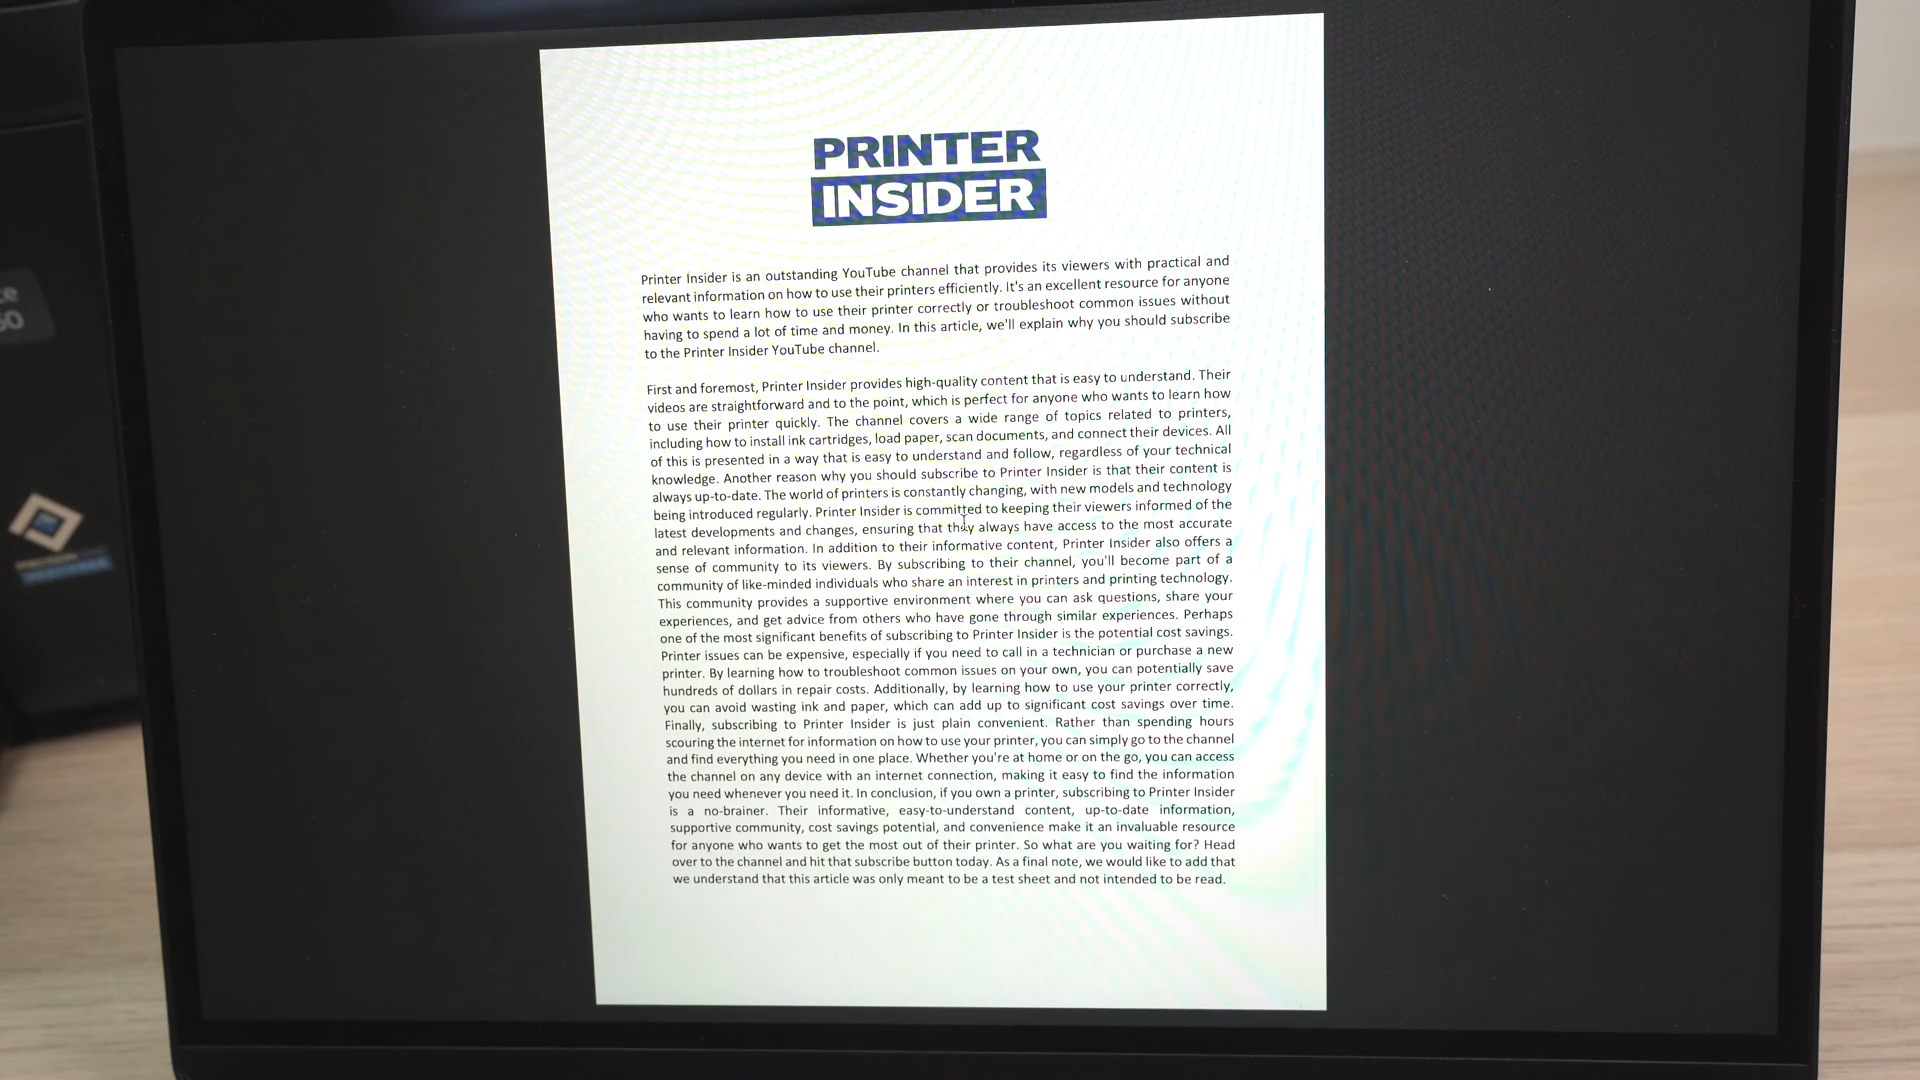 PRINTER
INSIDER
Printer Insider is an outstanding YouTube channel that provides its viewers with practical and
relevant information on how to use their printers efficiently. It's an excellent resource for anyone
who wants to learn how to use their printer correctly or troubleshoot common issues without
having to spend a lot of time and money. In this article, we'll explain why you should subscribe
to the Printer Insider YouTube channel.
First and foremost, Printer Insider provides high-quality content that is easy to understand. Their
videos are straightforward and to the point, which is perfect for anyone who wants to learn how
to use their printer quickly. The channel covers a wide range of topics related to printers,
including how to install ink cartridges, load paper, scan documents, and connect their devices. All
of this is presented in a way that is easy to understand and follow, regardless of your technical
knowledge. Another reason why you should subscribe to Printer Insider is that their content is
always up-to-date. The world of printers is constantly changing, with new models and technology
being introduced regularly. Printer Insider is committed to keeping their viewers informed of the
latest developments and changes, ensuring that they always have access to the most accurate
and relevant information. In addition to their informative content, Printer Insider also offers a
sense of community to its viewers. By subscribing to their channel, you'll become part of a
community of like-minded individuals who share an interest in printers and printing technology.
This community provides a supportive environment where you can ask questions, share your
experiences, and get advice from others who have gone through similar experiences. Perhaps
one of the most significant benefits of subscribing to Printer Insider is the potential cost savings.
Printer issues can be expensive, especially if you need to call in a technician or purchase a new
printer. By learning how to troubleshoot common issues on your own, you can potentially save
hundreds of dollars in repair costs. Additionally, by learning how to use your printer correctly,
you can avoid wasting ink and paper, which can add up to significant cost savings over time.
Finally, subscribing to Printer Insider is just plain convenient. Rather than spending hours
scouring the internet for information on how to use your printer, you can simply go to the channel
and find everything you need in one place. Whether you're at home or on the go, you can access
the channel on any device with an internet connection, making it easy to find the information
you need whenever you need it. In conclusion, if you own a printer, subscribing to Printer Insider
is a no-brainer. Their informative, easy-to-understand content, up-to-date information,
supportive community, cost savings potential, and convenience make it an invaluable resource
for anyone who wants to get the most out of their printer. So what are you waiting for? Head
over to the channel and hit that subscribe button today. As a final note, we would like to add that
we understand that this article was only meant to be a test sheet and not intended to be read.